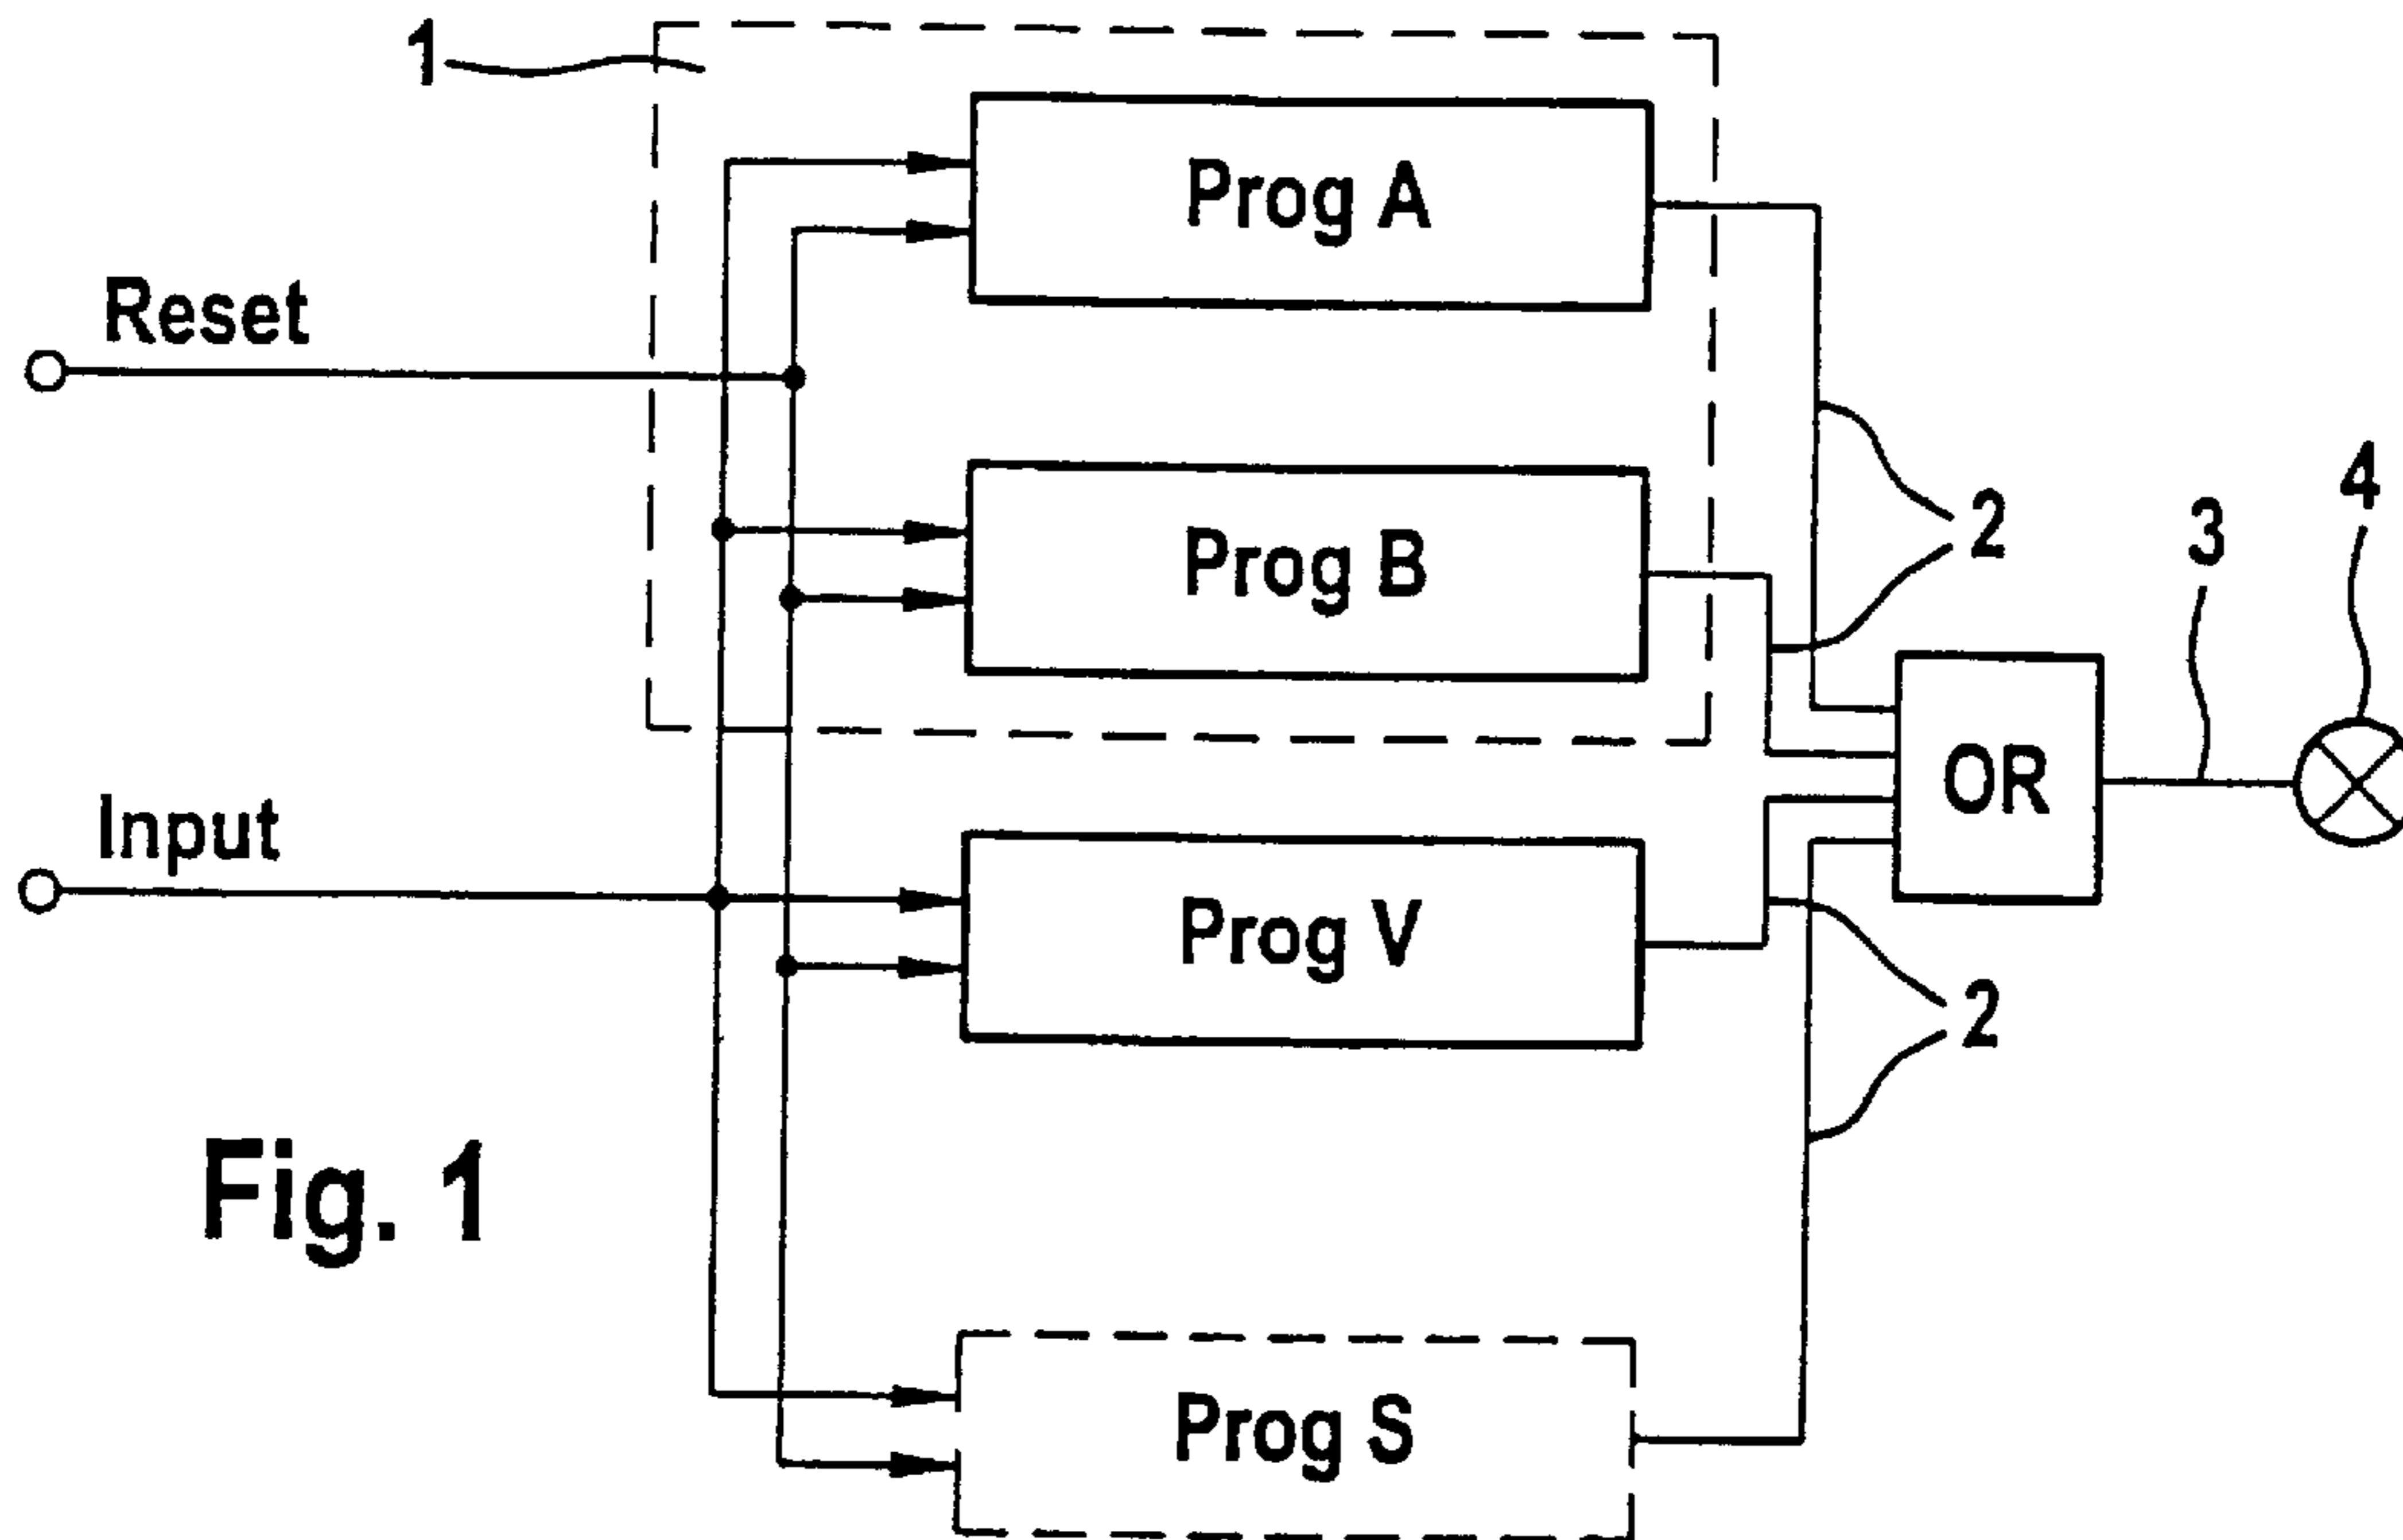 1
Prog A
Reset
4
2
3
Prog B
OR
Input
Prog V
2
Fig. 1
Prog S